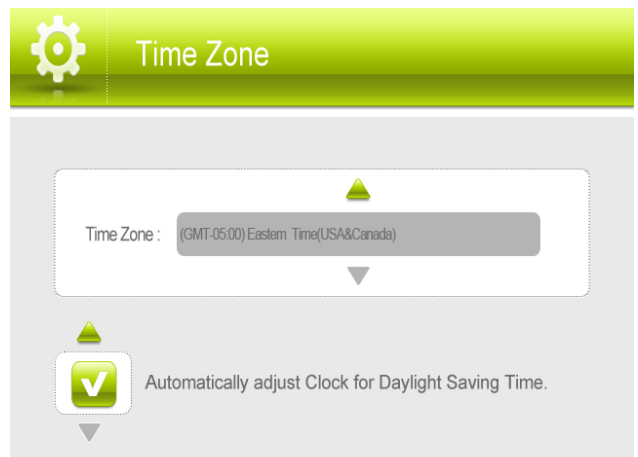 Time Zone
Time Zone : (GMT-05:00) Eastern Time(USA&Canada)
Automatically adjust Clock for Daylight Saving Time.